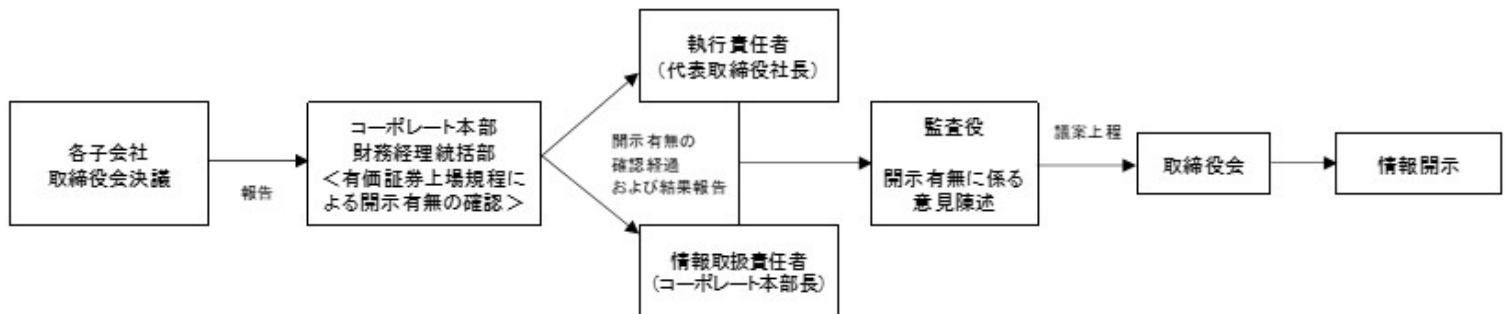 各子会社
取締役会決議
報告
コーポレート本部
財務経理統括部
＜有価証券上場規程に
よる開示有無の確認＞
執行責任者
（代表取締役社長）
開示有無の
確認経過
および結果報告
情報取扱責任者
（コーポレート本部長）
監査役
開示有無に係る
意見陳述
議案上程
取締役会
情報開示